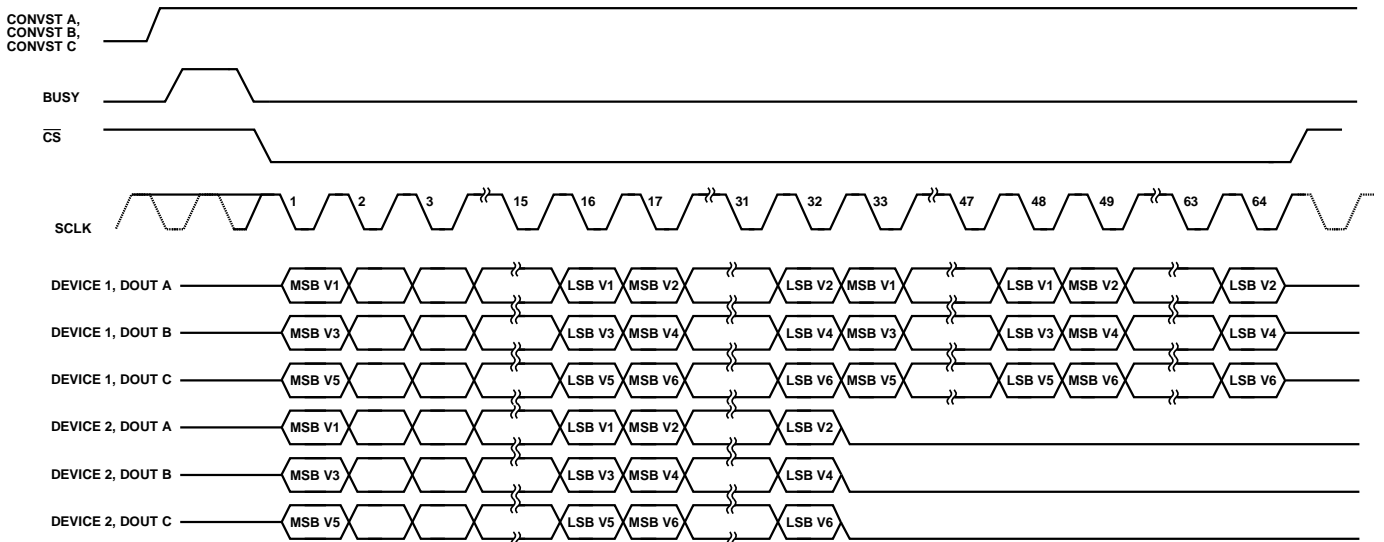 CONVST A,
CONVST B,
CONVST C
BUSY
CS
SCLK
1 2 3 15 16 17 31 32 33 47 48 49 63 64
DEVICE 1, DOUT A MSB V1 LSB V1 MSB V2 LSB V2 MSB V1 LSB V1 MSB V2 LSB V2
DEVICE 1, DOUT B MSB V3 LSB V3 MSB V4 LSB V4 MSB V3 LSB V3 MSB V4 LSB V4
DEVICE 1, DOUT C MSB V5 LSB V5 MSB V6 LSB V6 MSB V5 LSB V5 MSB V6 LSB V6
DEVICE 2, DOUT A MSB V1 LSB V1 MSB V2 LSB V2
DEVICE 2, DOUT B MSB V3 LSB V3 MSB V4 LSB V4
DEVICE 2, DOUT C MSB V5 LSB V5 MSB V6 LSB V6